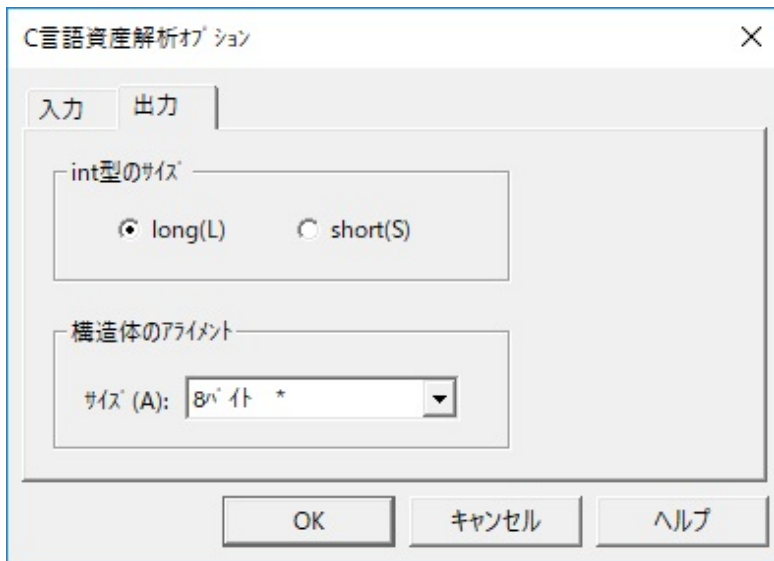 C言語資産解析ｵﾌﾟｼｮﾝ
入力 出力
int型のｻｲｽﾞ
long(L) short(S)
構造体のｱﾗｲﾒﾝﾄ
ｻｲｽﾞ(A): 8ﾊﾞｲﾄ *
OK キャンセル ヘルプ